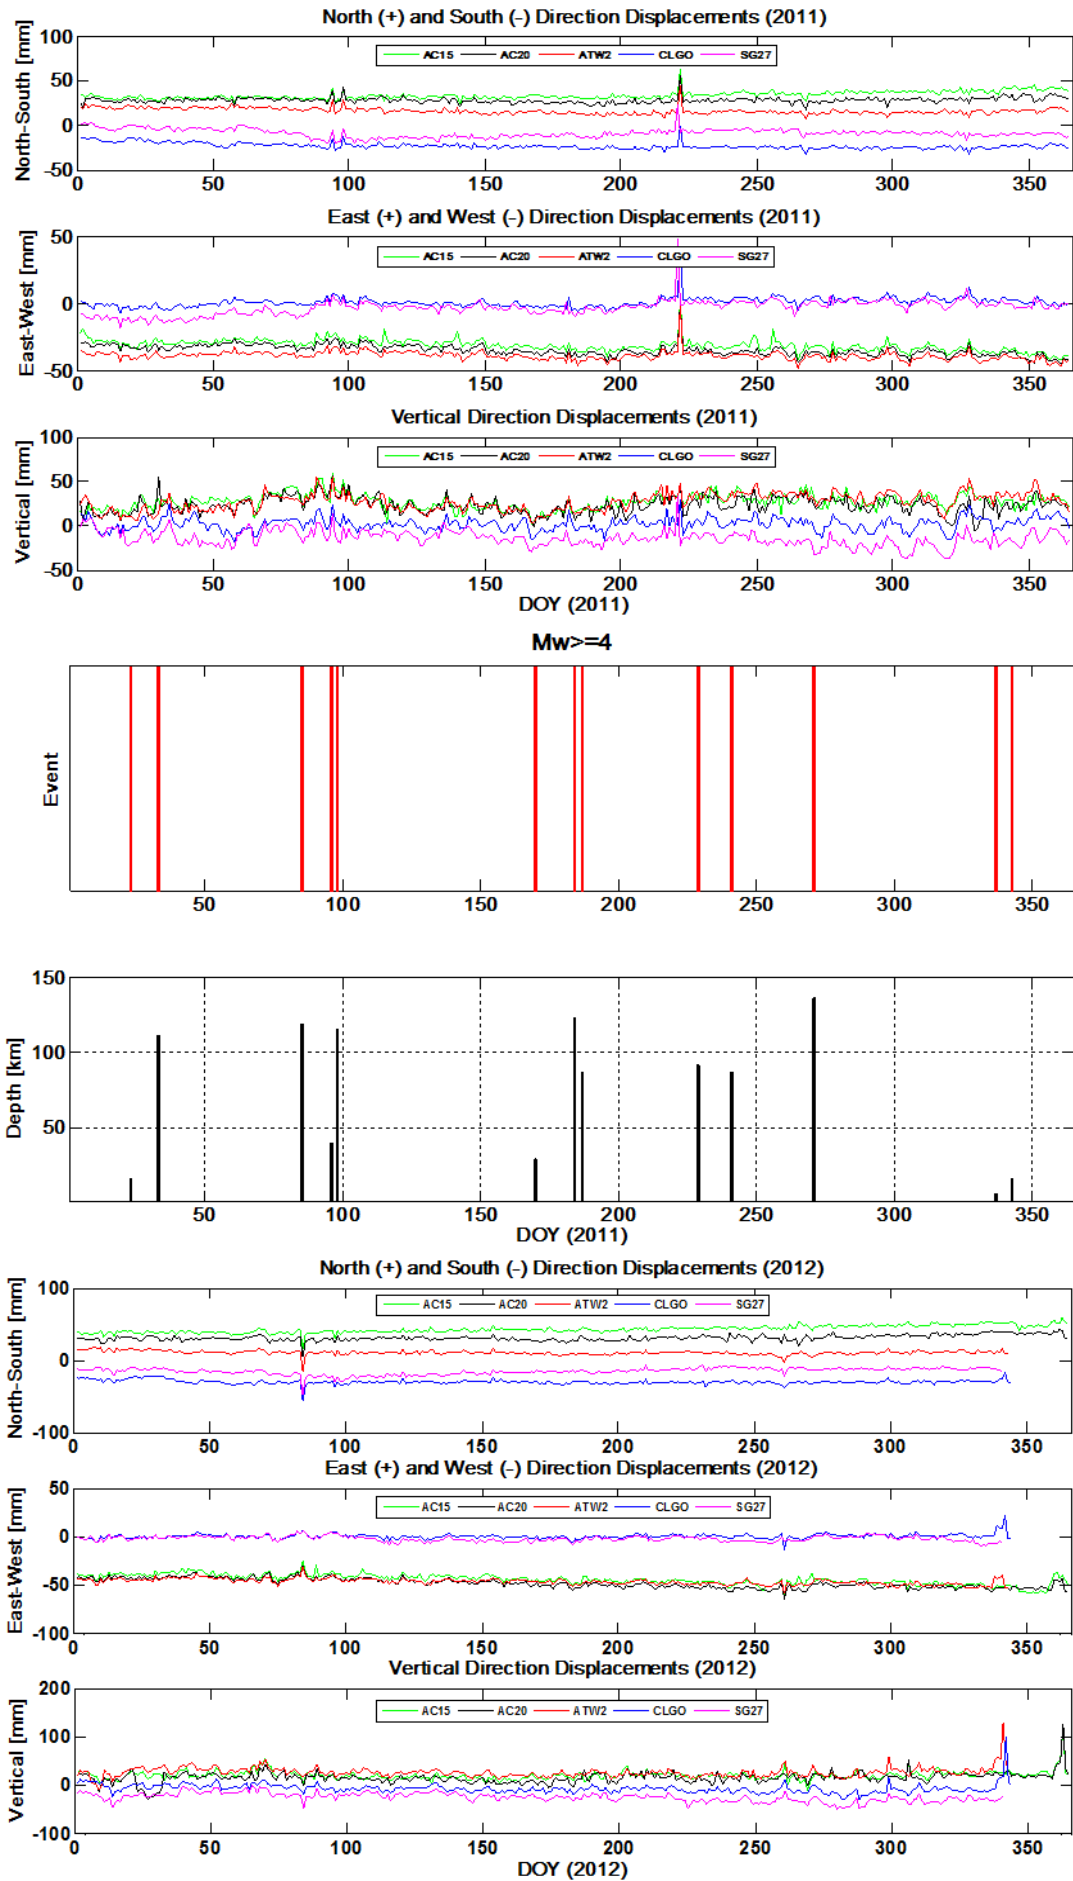 North (+) and South (-) Direction Displacements (2011)
North-South [mm]
100
50
0
-50
AC15 AC20 ATW2 CLGO SG27
0 50 100 150 200 250 300 350
East (+) and West (-) Direction Displacements (2011)
East-West [mm]
50
0
-50
AC15 AC20 ATW2 CLGO SG27
0 50 100 150 200 250 300 350
Vertical Direction Displacements (2011)
Vertical [mm]
100
50
0
-50
AC15 AC20 ATW2 CLGO SG27
0 50 100 150 200 250 300 350
DOY (2011)
Mw>=4
Event
50 100 150 200 250 300 350
Depth [km]
150
100
50
50 100 150 200 250 300 350
DOY (2011)
North (+) and South (-) Direction Displacements (2012)
North-South [mm]
100
0
-100
AC15 AC20 ATW2 CLGO SG27
0 50 100 150 200 250 300 350
East (+) and West (-) Direction Displacements (2012)
East-West [mm]
50
0
-50
-100
AC15 AC20 ATW2 CLGO SG27
0 50 100 150 200 250 300 350
Vertical Direction Displacements (2012)
Vertical [mm]
200
100
0
-100
AC15 AC20 ATW2 CLGO SG27
0 50 100 150 200 250 300 350
DOY (2012)